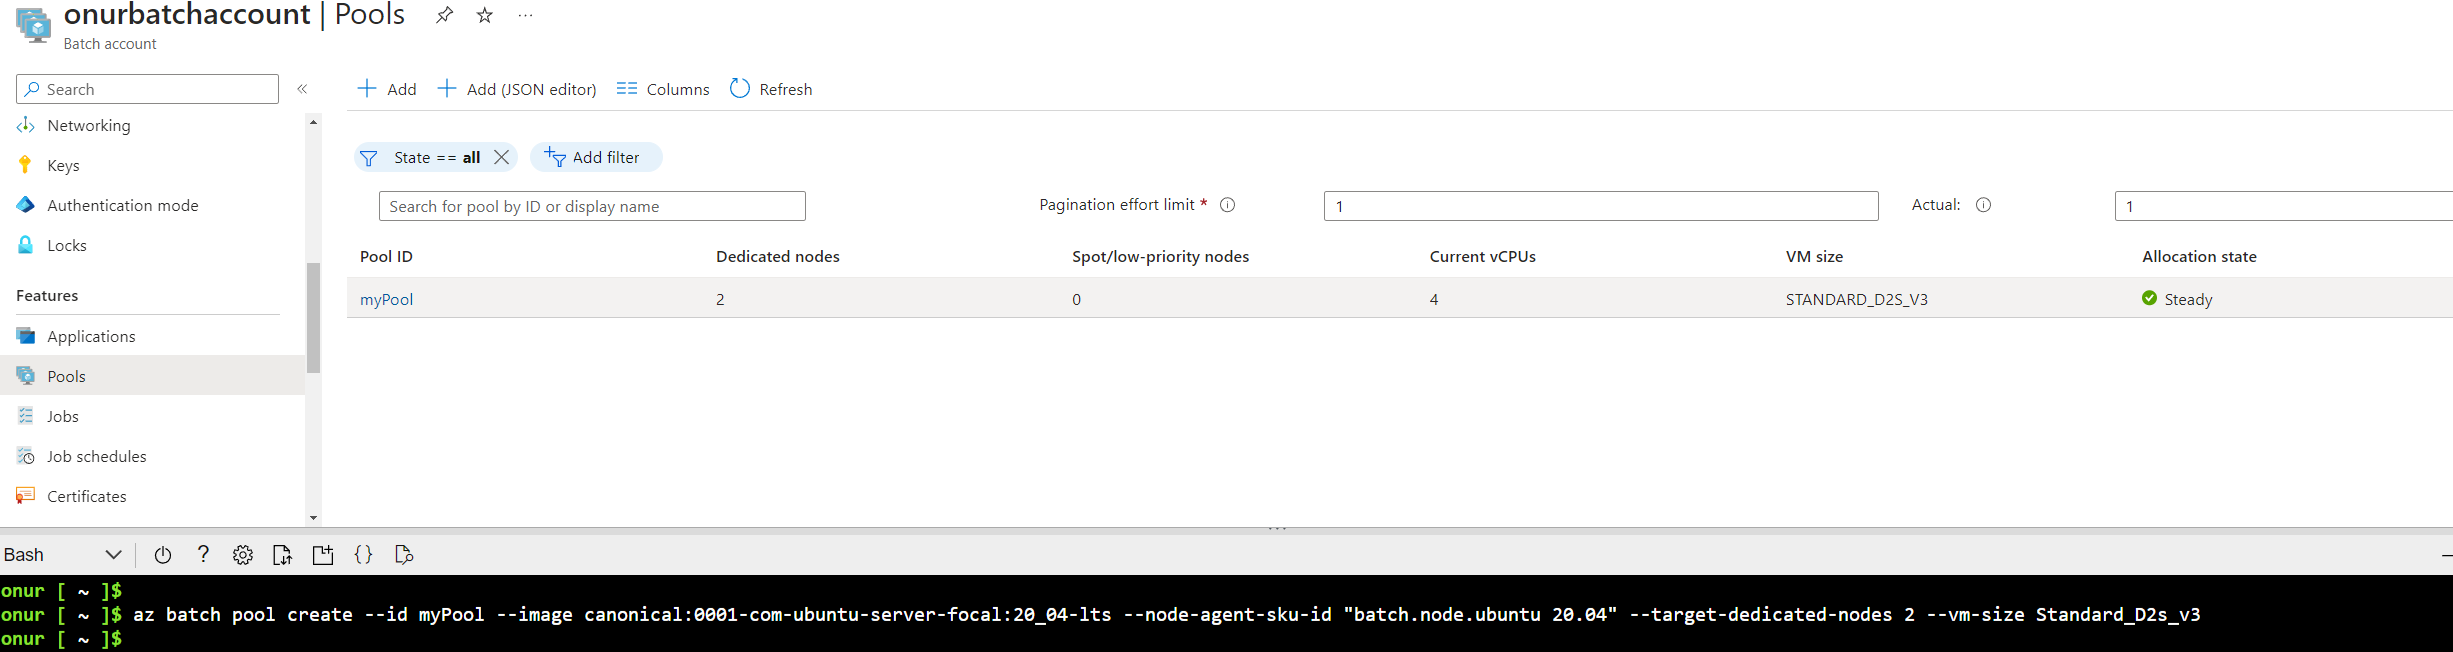 onurbatchaccount | Pools
Batch account
Search
«
Add
Add (JSON editor)
Columns
Refresh
Networking
Keys
Authentication mode
Locks
Features
Applications
Pools
Jobs
Job schedules
Certificates
State == all
Add filter
Search for pool by ID or display name
Pagination effort limit *
1
Actual:
1
Pool ID Dedicated nodes Spot/low-priority nodes Current vCPUs VM size Allocation state
myPool 2 0 4 STANDARD_D2S_V3 Steady
Bash
?
{}
onur [ ~ ]$
onur [ ~ ]$ az batch pool create --id myPool --image canonical:0001-com-ubuntu-server-focal:20_04-lts --node-agent-sku-id "batch.node.ubuntu 20.04" --target-dedicated-nodes 2 --vm-size Standard_D2s_v3
onur [ ~ ]$